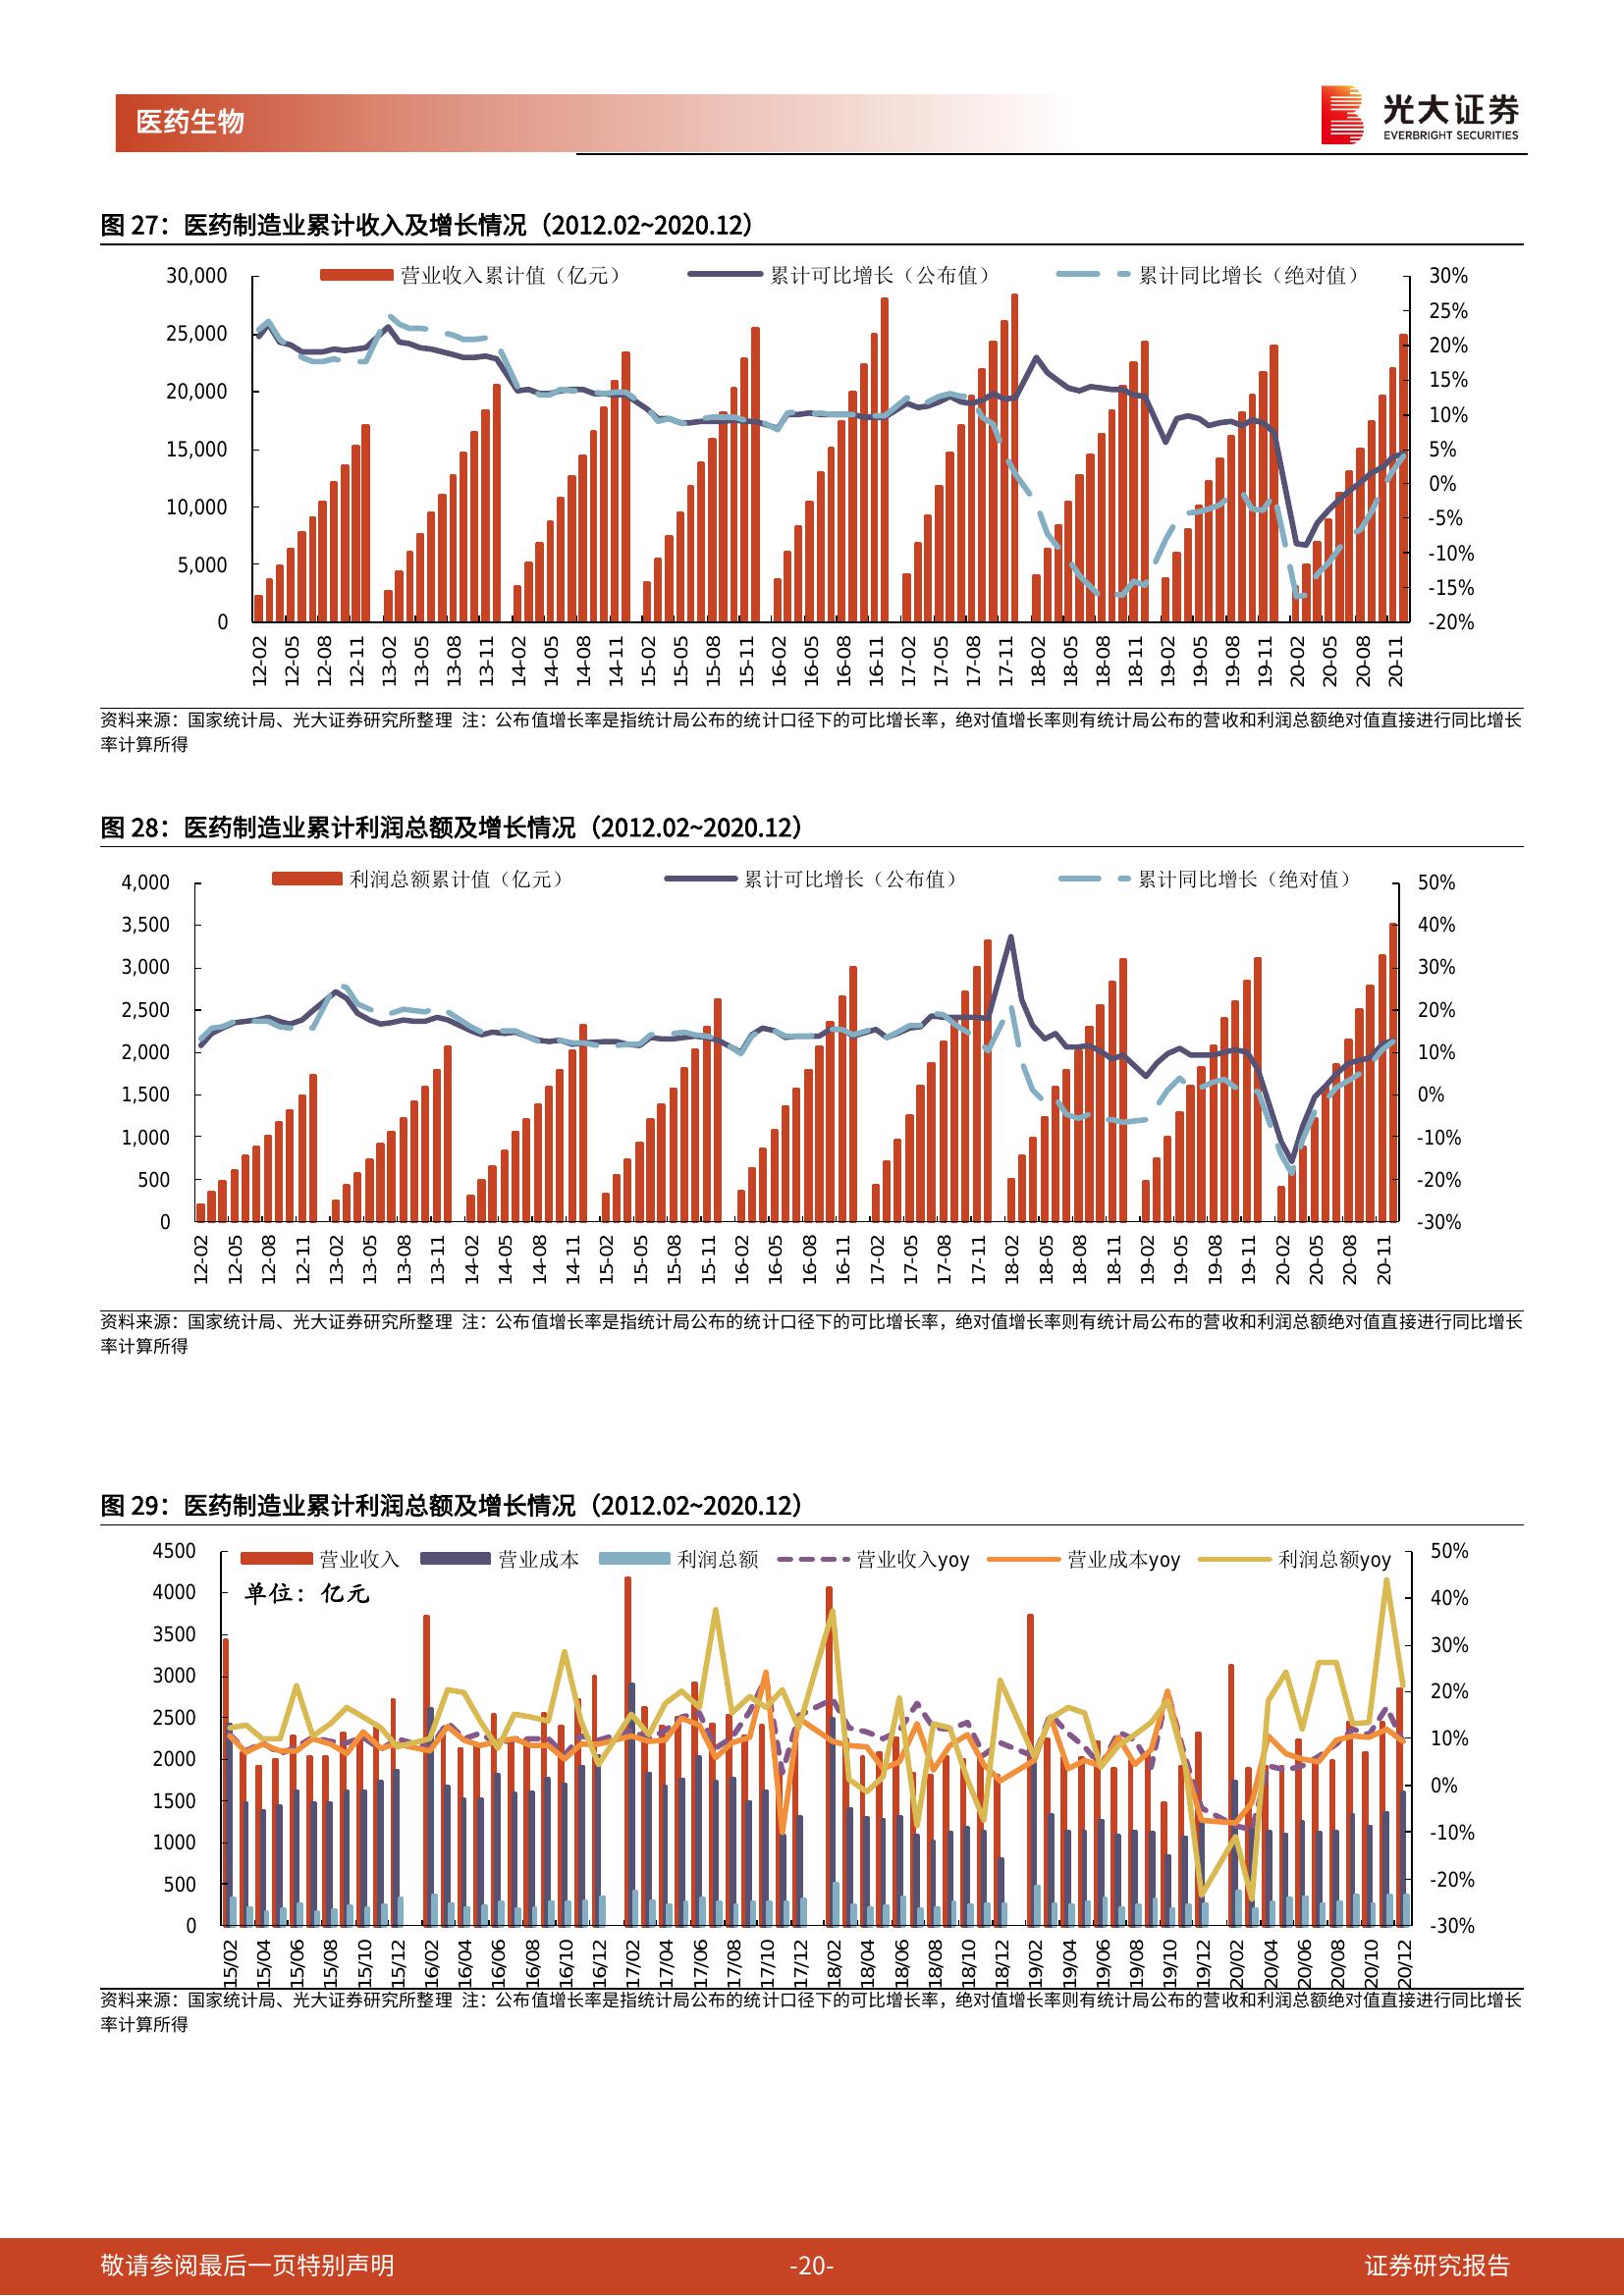 医药生物
光大证券
EVERBRIGHT SECURITIES
图 27：医药制造业累计收入及增长情况（2012.02~2020.12）
营业收入累计值（亿元） 累计可比增长（公布值） 累计同比增长（绝对值）
30,000
25,000
20,000
15,000
10,000
5,000
0
30%
25%
20%
15%
10%
5%
0%
-5%
-10%
-15%
-20%
12-02 12-05 12-08 12-11 13-02 13-05 13-08 13-11 14-02 14-05 14-08 14-11 15-02 15-05 15-08 15-11 16-02 16-05 16-08 16-11 17-02 17-05 17-08 17-11 18-02 18-05 18-08 18-11 19-02 19-05 19-08 19-11 20-02 20-05 20-08 20-11
资料来源：国家统计局、光大证券研究所整理 注：公布值增长率是指统计局公布的统计口径下的可比增长率，绝对值增长率则有统计局公布的营收和利润总额绝对值直接进行同比增长
率计算所得
图 28：医药制造业累计利润总额及增长情况（2012.02~2020.12）
利润总额累计值（亿元） 累计可比增长（公布值） 累计同比增长（绝对值）
4,000
3,500
3,000
2,500
2,000
1,500
1,000
500
0
50%
40%
30%
20%
10%
0%
-10%
-20%
-30%
12-02 12-05 12-08 12-11 13-02 13-05 13-08 13-11 14-02 14-05 14-08 14-11 15-02 15-05 15-08 15-11 16-02 16-05 16-08 16-11 17-02 17-05 17-08 17-11 18-02 18-05 18-08 18-11 19-02 19-05 19-08 19-11 20-02 20-05 20-08 20-11
资料来源：国家统计局、光大证券研究所整理 注：公布值增长率是指统计局公布的统计口径下的可比增长率，绝对值增长率则有统计局公布的营收和利润总额绝对值直接进行同比增长
率计算所得
图 29：医药制造业累计利润总额及增长情况（2012.02~2020.12）
营业收入 营业成本 利润总额 营业收入yoy 营业成本yoy 利润总额yoy
单位：亿元
4500
4000
3500
3000
2500
2000
1500
1000
500
0
50%
40%
30%
20%
10%
0%
-10%
-20%
-30%
15/02 15/04 15/06 15/08 15/10 15/12 16/02 16/04 16/06 16/08 16/10 16/12 17/02 17/04 17/06 17/08 17/10 17/12 18/02 18/04 18/06 18/08 18/10 18/12 19/02 19/04 19/06 19/08 19/10 19/12 20/02 20/04 20/06 20/08 20/10 20/12
资料来源：国家统计局、光大证券研究所整理 注：公布值增长率是指统计局公布的统计口径下的可比增长率，绝对值增长率则有统计局公布的营收和利润总额绝对值直接进行同比增长
率计算所得
敬请参阅最后一页特别声明 -20- 证券研究报告